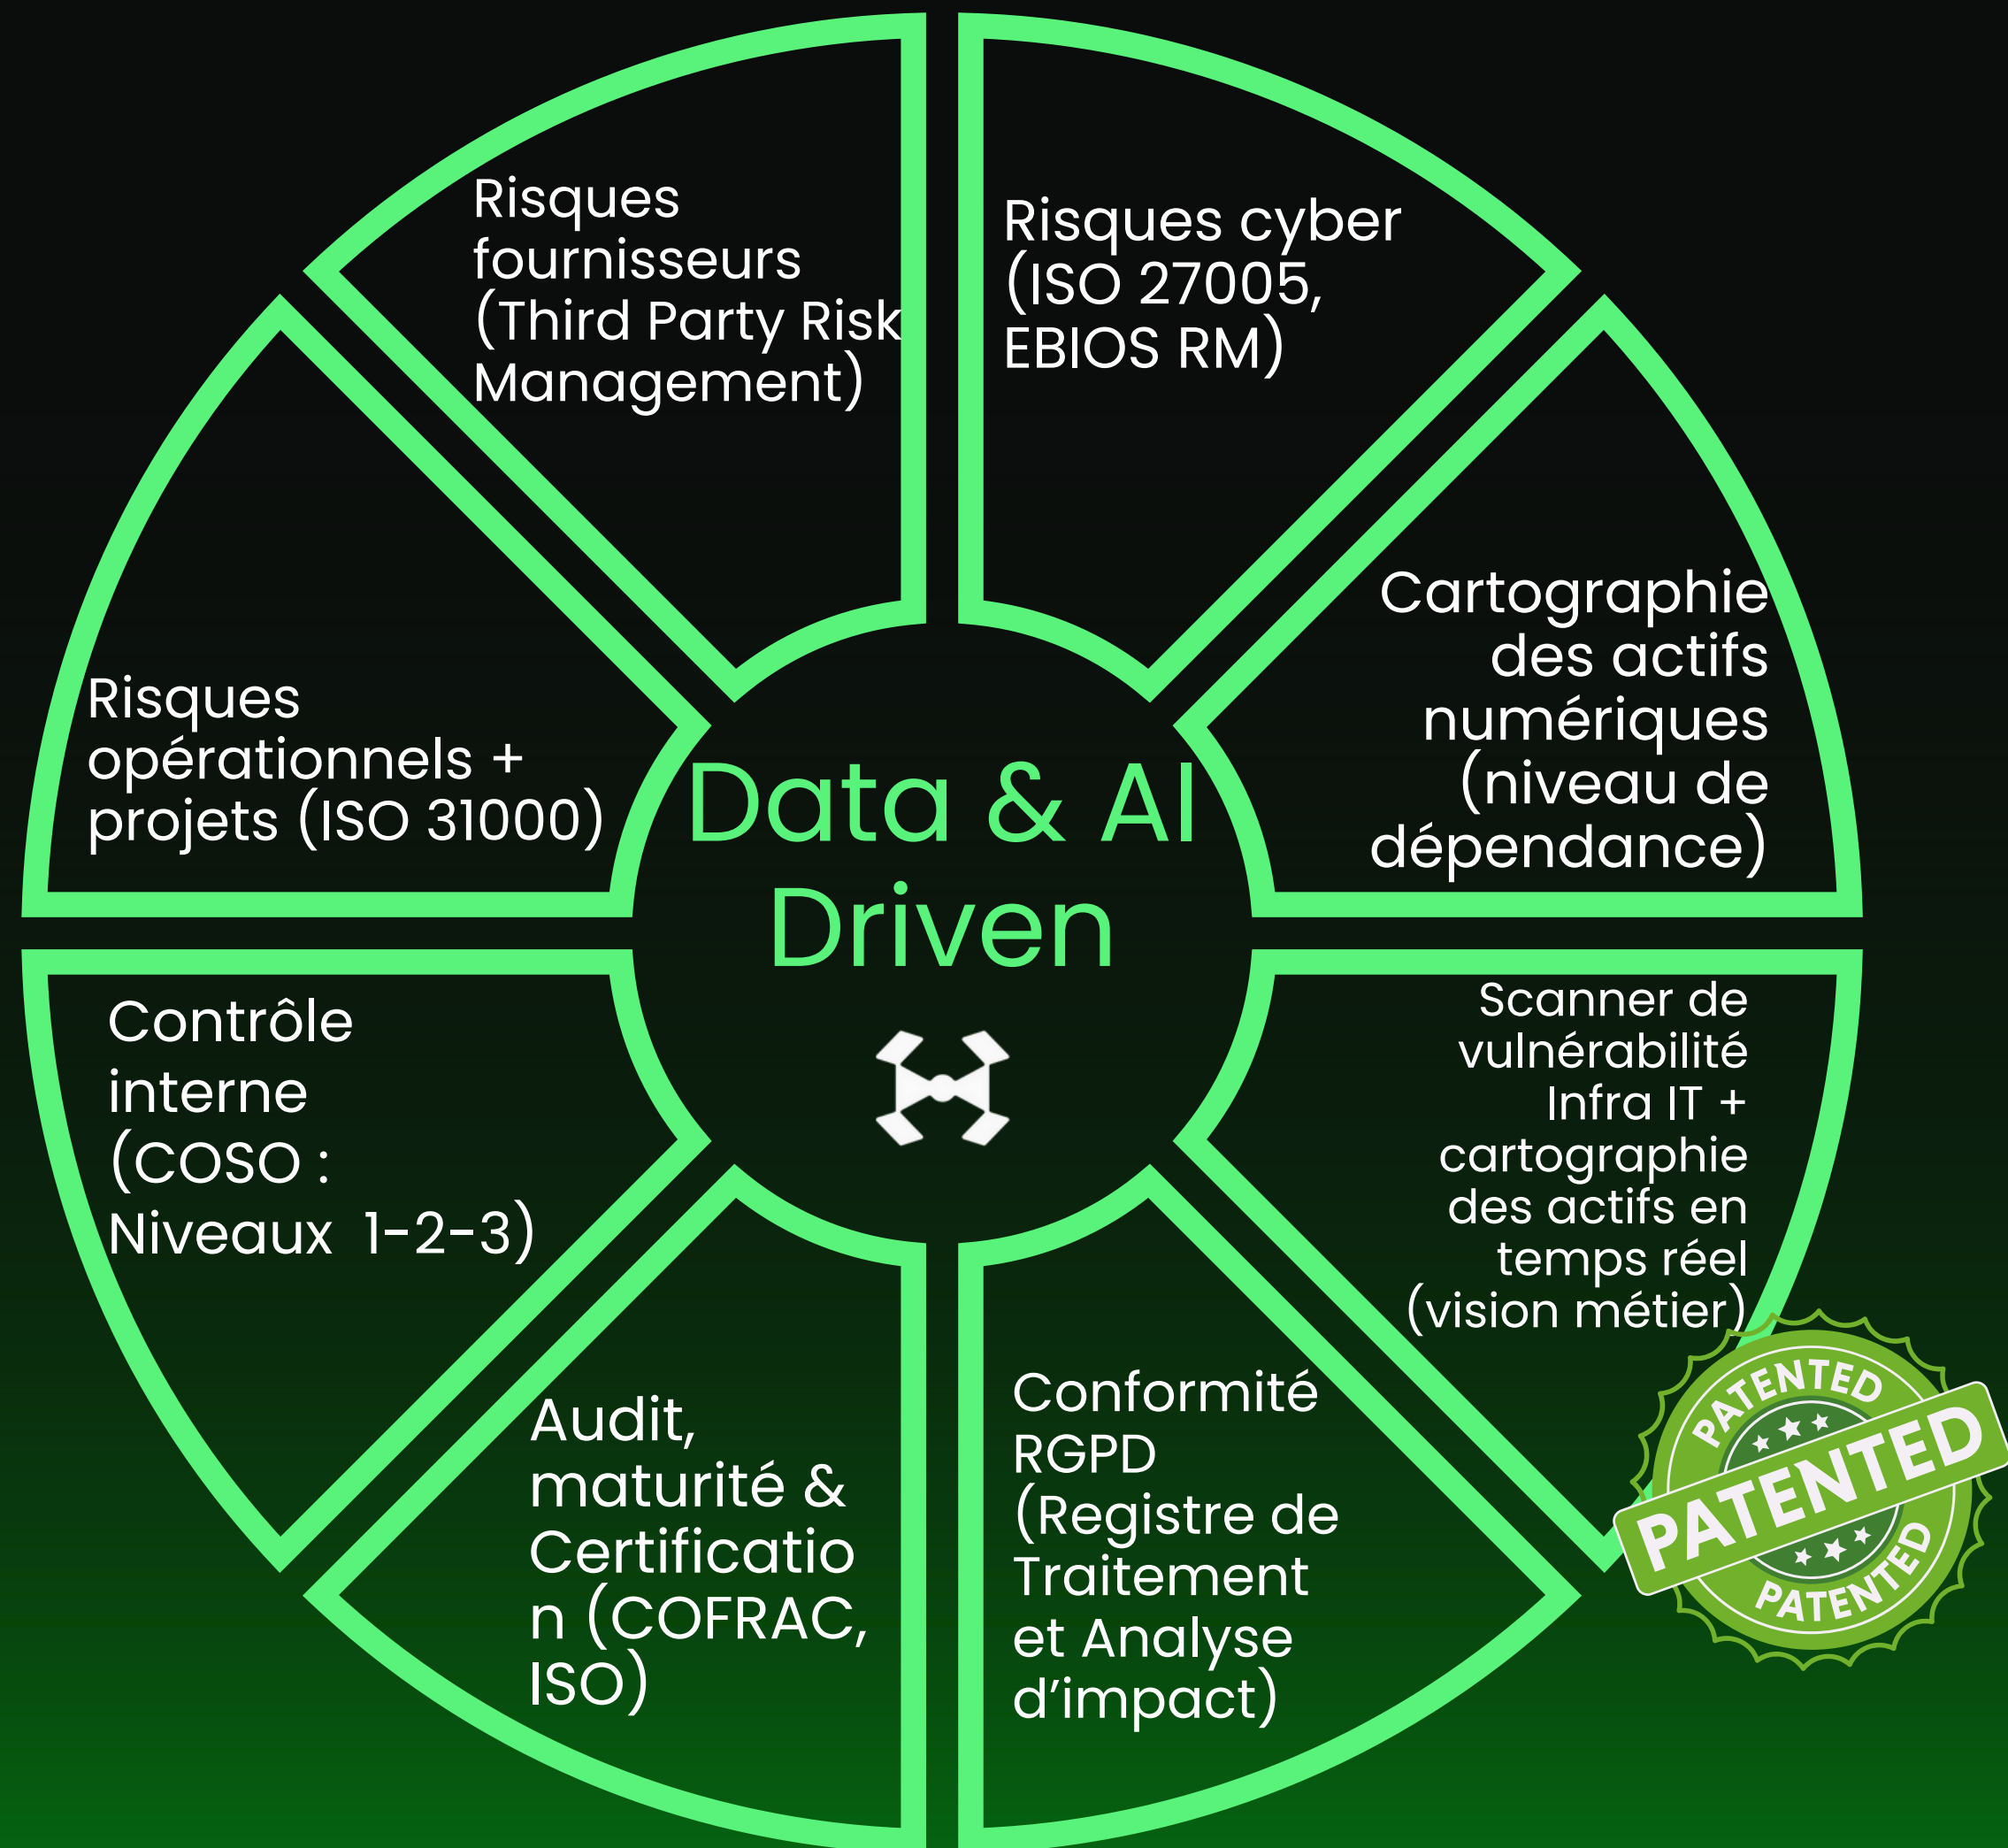 Risques
fournisseurs
(Third Party Risk
Management)
Risques cyber
(ISO 27005,
EBIOS RM)
Cartographie
des actifs
numériques
(niveau de
dépendance)
Risques
opérationnels +
projets (ISO 31000)
Data & AI
Driven
Contrôle
interne
(COSO :
Niveaux 1-2-3)
Scanner de
vulnérabilité
Infra IT +
cartographie
des actifs en
temps réel
(vision métier)
Audit,
maturité &
Certificatio
n (COFRAC,
ISO)
Conformité
RGPD
(Registre de
Traitement
et Analyse
d’impact)
PATENTED
PATENTED
PATENTED